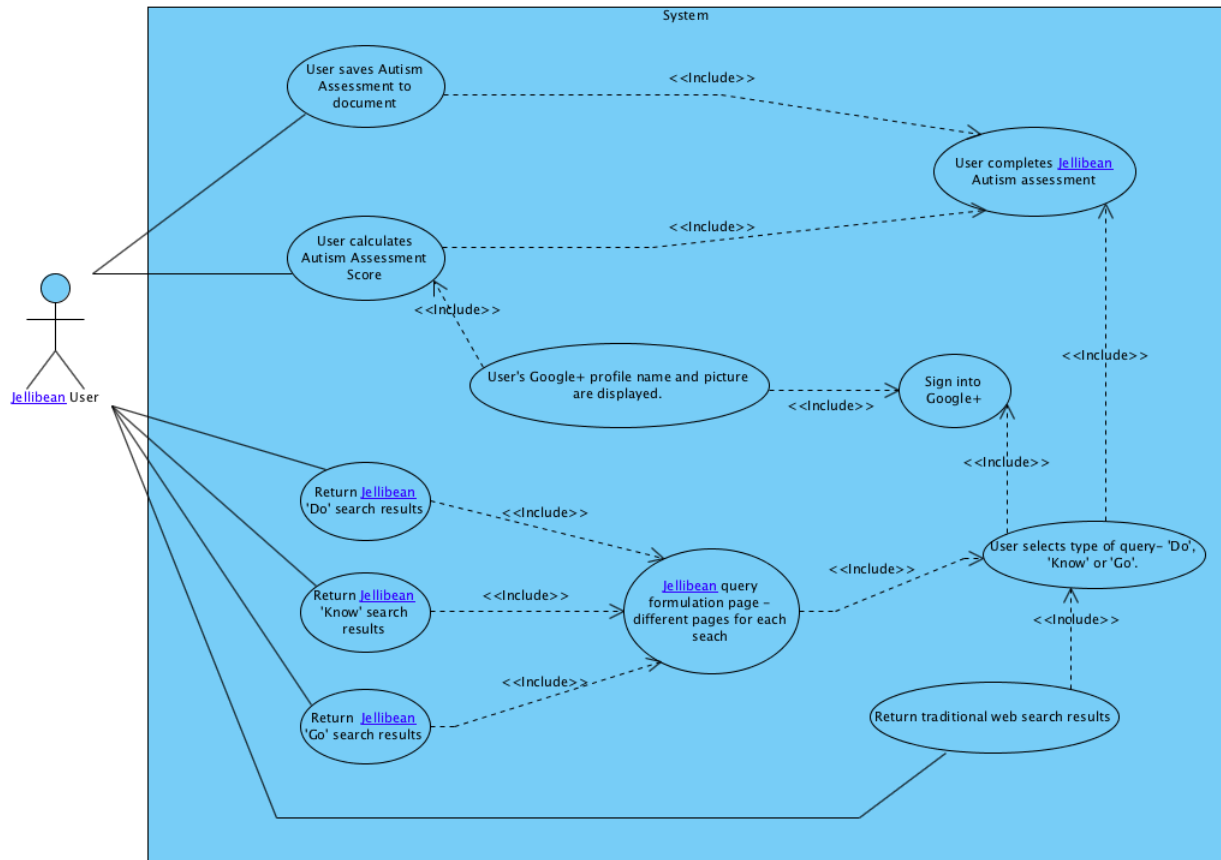 System
User saves Autism
Assessment to
document
<<Include>>
User completes Jellibean
Autism assessment
User calculates
Autism Assessment
Score
<<Include>>
<<Include>>
User's Google+ profile name and picture
are displayed.
<<Include>>
Sign into
Google+
<<Include>>
Jellibean User
<<Include>>
Return Jellibean
'Do' search results
<<Include>>
User selects type of query– 'Do',
'Know' or 'Go'.
Return Jellibean
'Know' search
results
<<Include>>
Jellibean query
formulation page –
different pages for each
seach
<<Include>>
<<Include>>
Return Jellibean
'Go' search results
<<Include>>
Return traditional web search results